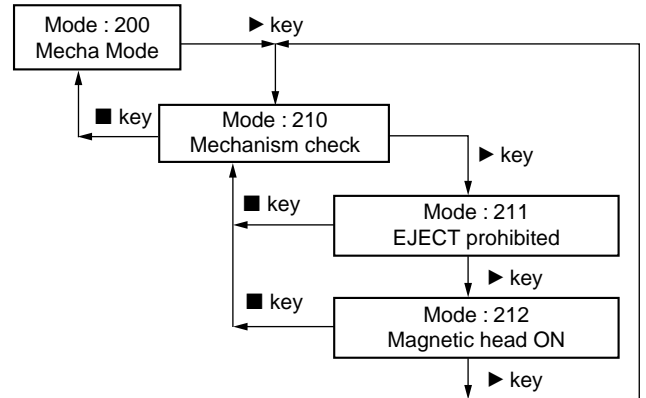 Mode : 200
Mecha Mode
▶ key
■ key
Mode : 210
Mechanism check
▶ key
■ key
Mode : 211
EJECT prohibited
▶ key
■ key
Mode : 212
Magnetic head ON
▶ key